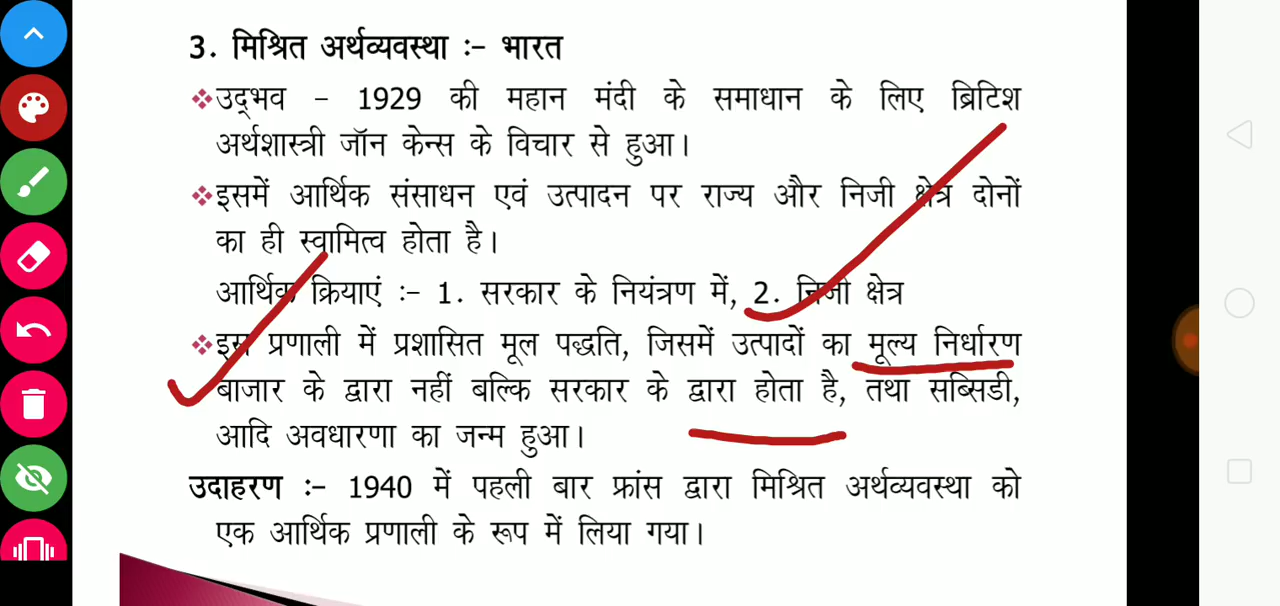 3. मिश्रित अर्थव्यवस्था :- भारत
उद्‌भव - 1929 की महान मंदी के समाधान के लिए ब्रिटिश
अर्थशास्त्री जॉन केन्स के विचार से हुआ।
इसमें आर्थिक संसाधन एवं उत्पादन पर राज्य और निजी क्षेत्र दोनों
का ही स्वामित्व होता है।
आर्थिक क्रियाएं :- 1. सरकार के नियंत्रण में, 2. निजी क्षेत्र
इस प्रणाली में प्रशासित मूल पद्धति, जिसमें उत्पादों का मूल्य निर्धारण
बाजार के द्वारा नहीं बल्कि सरकार के द्वारा होता है, तथा सब्सिडी,
आदि अवधारणा का जन्म हुआ।
उदाहरण :- 1940 में पहली बार फ्रांस द्वारा मिश्रित अर्थव्यवस्था को
एक आर्थिक प्रणाली के रूप में लिया गया।